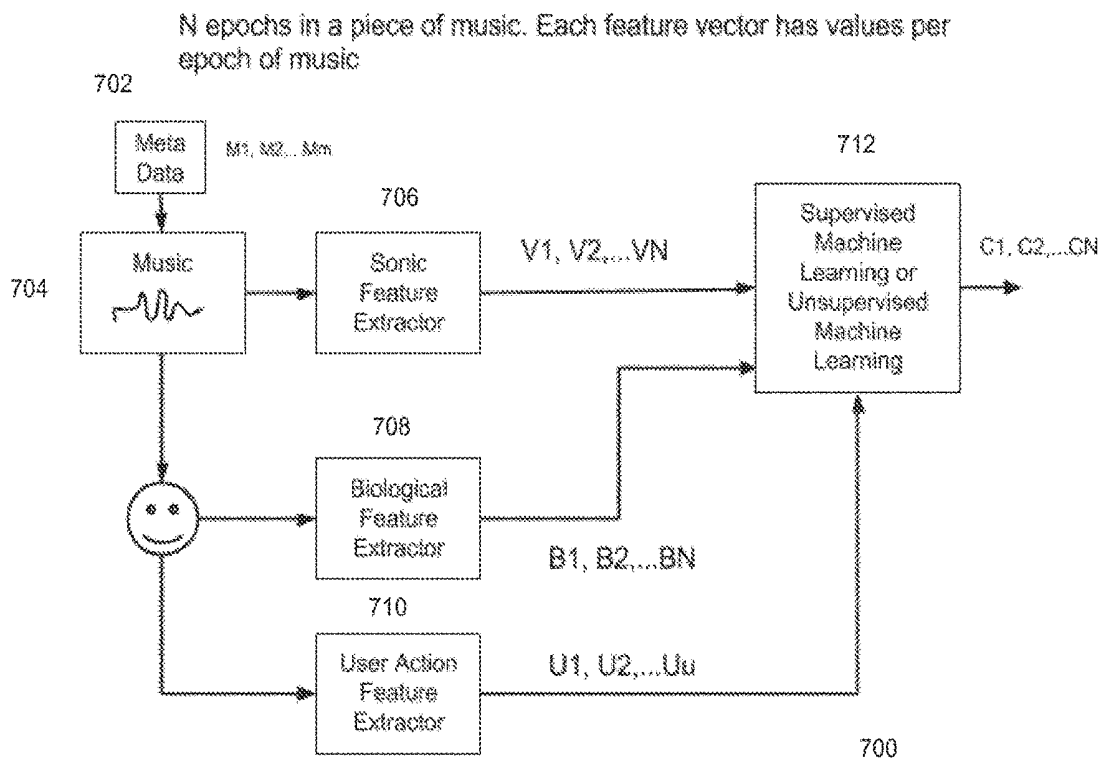 N epochs in a piece of music. Each feature vector has values per
epoch of music
702
Meta
Data
M1, M2... Mm
712
706
704
Music
Sonic
Feature
Extractor
V1, V2,...VN
Supervised
Machine
Learning or
Unsupervised
Machine
Learning
C1, C2,...CN
708
Biological
Feature
Extractor
B1, B2,...BN
710
User Action
Feature
Extractor
U1, U2,...Uu
700